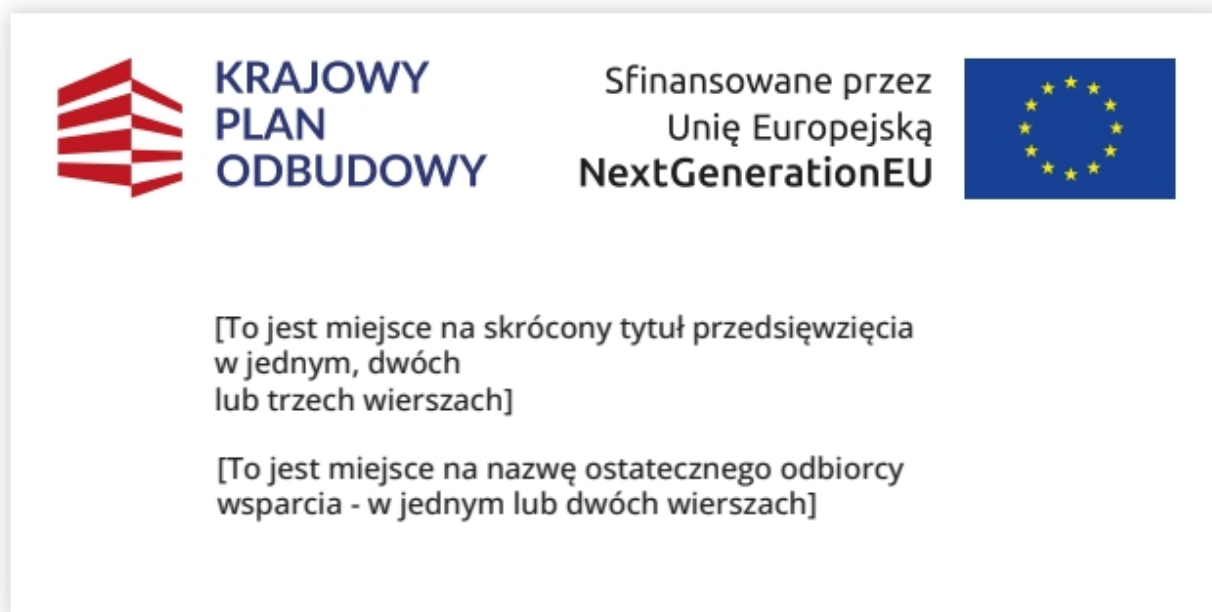 KRAJOWY
PLAN
ODBUDOWY
Sfinansowane przez
Unię Europejską
NextGenerationEU
[To jest miejsce na skrócony tytuł przedsięwzięcia
w jednym, dwóch
lub trzech wierszach]
[To jest miejsce na nazwę ostatecznego odbiorcy
wsparcia - w jednym lub dwóch wierszach]